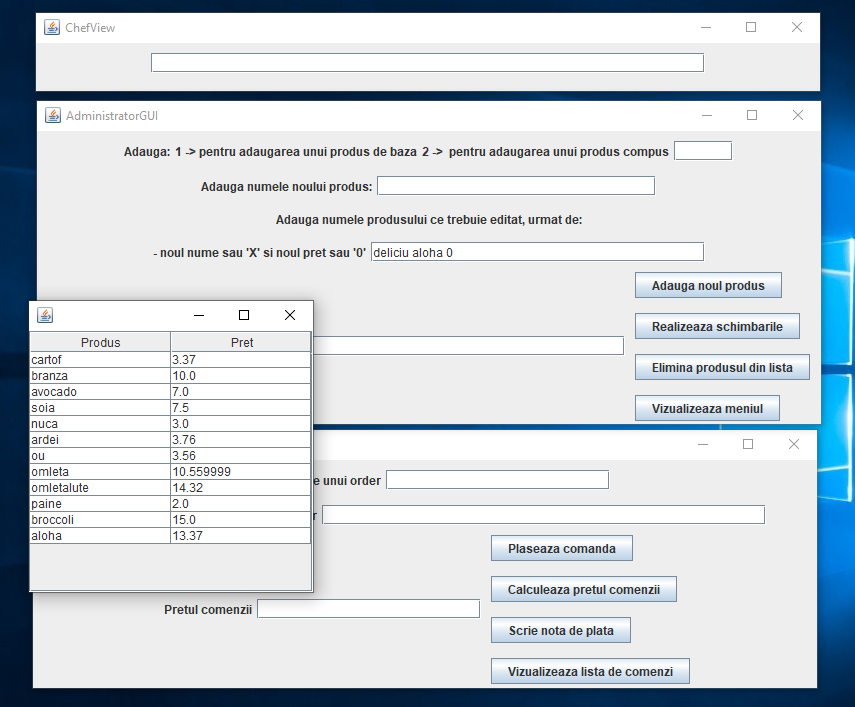 ChefView
AdministratorGUI
Adauga: 1 -> pentru adaugarea unui produs de baza 2 -> pentru adaugarea unui produs compus
Adauga numele noului produs:
Adauga numele produsului ce trebuie editat, urmat de:
- noul nume sau 'X' si noul pret sau '0' deliciu aloha 0
Adauga noul produs
Realizeaza schimbarile
Elimina produsul din lista
Vizualizeaza meniul
Produs Pret
cartof 3.37
branza 10.0
avocado 7.0
soia 7.5
nuca 3.0
ardei 3.76
ou 3.56
omleta 10.559999
omletalute 14.32
paine 2.0
broccoli 15.0
aloha 13.37
e unui order
r
Plaseaza comanda
Calculeaza pretul comenzii
Pretul comenzii
Scrie nota de plata
Vizualizeaza lista de comenzi